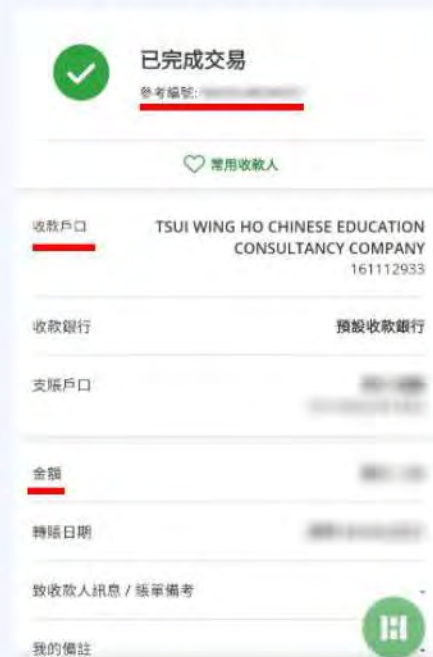 已完成交易
參考編號:
常用收款人
收款戶口
TSUI WING HO CHINESE EDUCATION
CONSULTANCY COMPANY
161112933
收款銀行
預設收款銀行
支賬戶口
金額
轉賬日期
致收款人訊息 / 賬單備考
-
我的備註
-